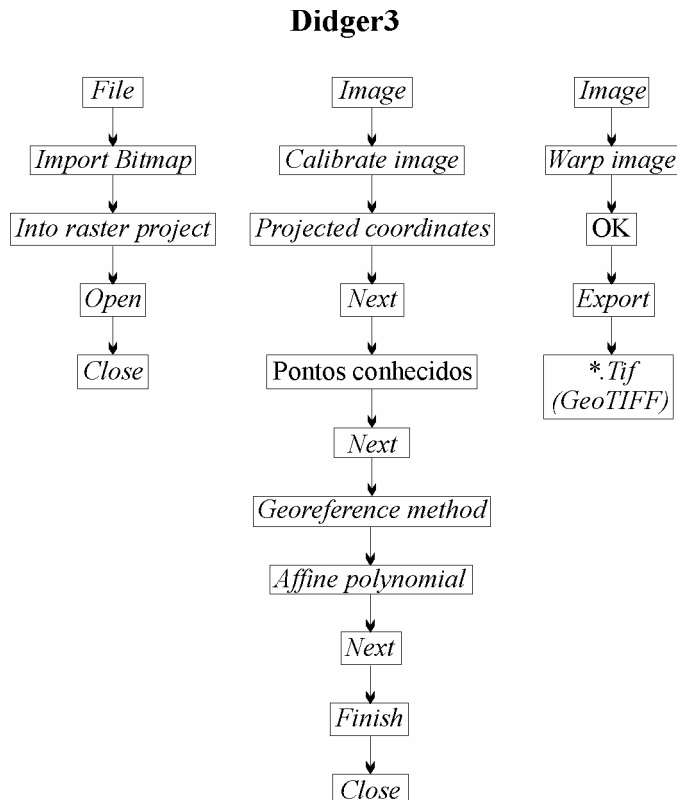 Didger3
File
Import Bitmap
Into raster project
Open
Close
Image
Calibrate image
Projected coordinates
Next
Pontos conhecidos
Next
Georeference method
Affine polynomial
Next
Finish
Close
Image
Warp image
OK
Export
*.Tif
(GeoTIFF)